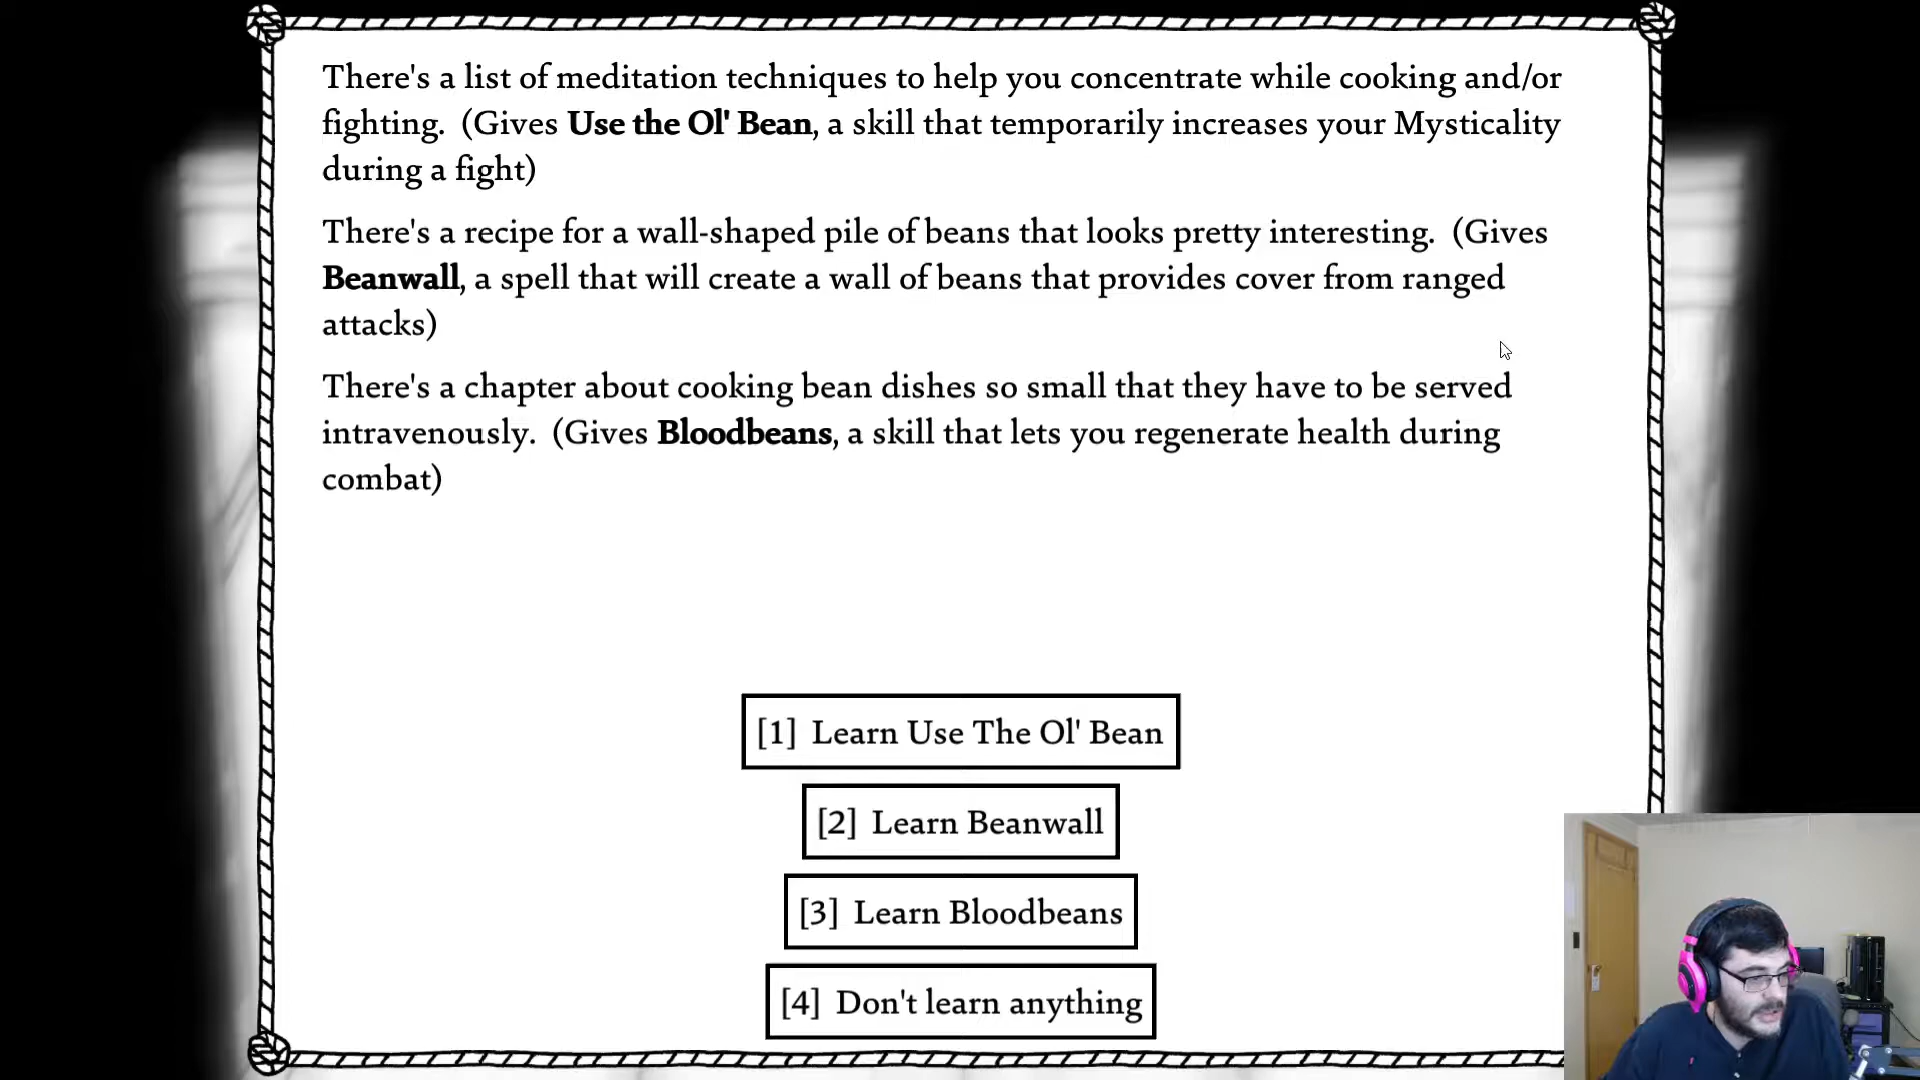 There's a list of meditation techniques to help you concentrate while cooking and/or
fighting. (Gives Use the Ol' Bean, a skill that temporarily increases your Mysticality
during a fight)
There's a recipe for a wall-shaped pile of beans that looks pretty interesting. (Gives
Beanwall, a spell that will create a wall of beans that provides cover from ranged
attacks)
There's a chapter about cooking bean dishes so small that they have to be served
intravenously. (Gives Bloodbeans, a skill that lets you regenerate health during
combat)
[1] Learn Use The Ol' Bean
[2] Learn Beanwall
[3] Learn Bloodbeans
[4] Don't learn anything